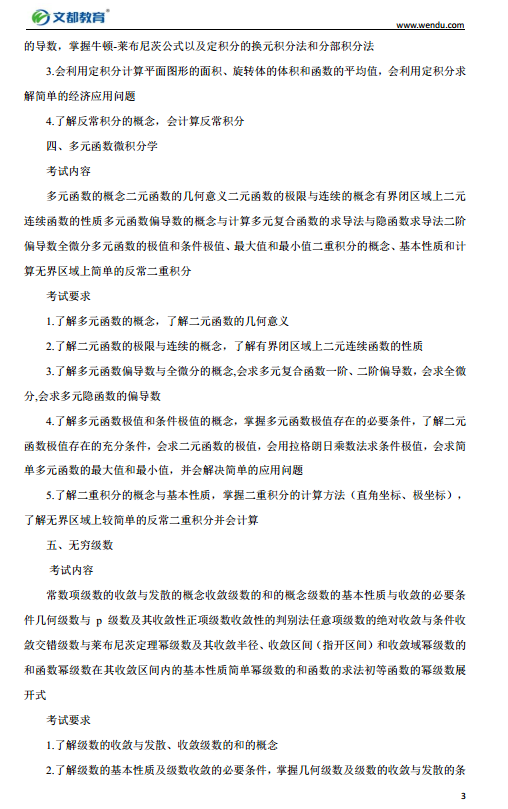 文都教育®
www.wendu.com
的导数，掌握牛顿-莱布尼茨公式以及定积分的换元积分法和分部积分法
3.会利用定积分计算平面图形的面积、旋转体的体积和函数的平均值，会利用定积分求
解简单的经济应用问题
4.了解反常积分的概念，会计算反常积分
四、多元函数微积分学
考试内容
多元函数的概念二元函数的几何意义二元函数的极限与连续的概念有界闭区域上二元
连续函数的性质多元函数偏导数的概念与计算多元复合函数的求导法与隐函数求导法二阶
偏导数全微分多元函数的极值和条件极值、最大值和最小值二重积分的概念、基本性质和计
算无界区域上简单的反常二重积分
考试要求
1.了解多元函数的概念，了解二元函数的几何意义
2.了解二元函数的极限与连续的概念，了解有界闭区域上二元连续函数的性质
3.了解多元函数偏导数与全微分的概念,会求多元复合函数一阶、二阶偏导数，会求全微
分,会求多元隐函数的偏导数
4.了解多元函数极值和条件极值的概念，掌握多元函数极值存在的必要条件，了解二元
函数极值存在的充分条件，会求二元函数的极值，会用拉格朗日乘数法求条件极值，会求简
单多元函数的最大值和最小值，并会解决简单的应用问题
5.了解二重积分的概念与基本性质，掌握二重积分的计算方法（直角坐标、极坐标），
了解无界区域上较简单的反常二重积分并会计算
五、无穷级数
考试内容
常数项级数的收敛与发散的概念收敛级数的和的概念级数的基本性质与收敛的必要条
件几何级数与 p 级数及其收敛性正项级数收敛性的判别法任意项级数的绝对收敛与条件收
敛交错级数与莱布尼茨定理幂级数及其收敛半径、收敛区间（指开区间）和收敛域幂级数的
和函数幂级数在其收敛区间内的基本性质简单幂级数的和函数的求法初等函数的幂级数展
开式
考试要求
1.了解级数的收敛与发散、收敛级数的和的概念
2.了解级数的基本性质及级数收敛的必要条件，掌握几何级数及级数的收敛与发散的条
3